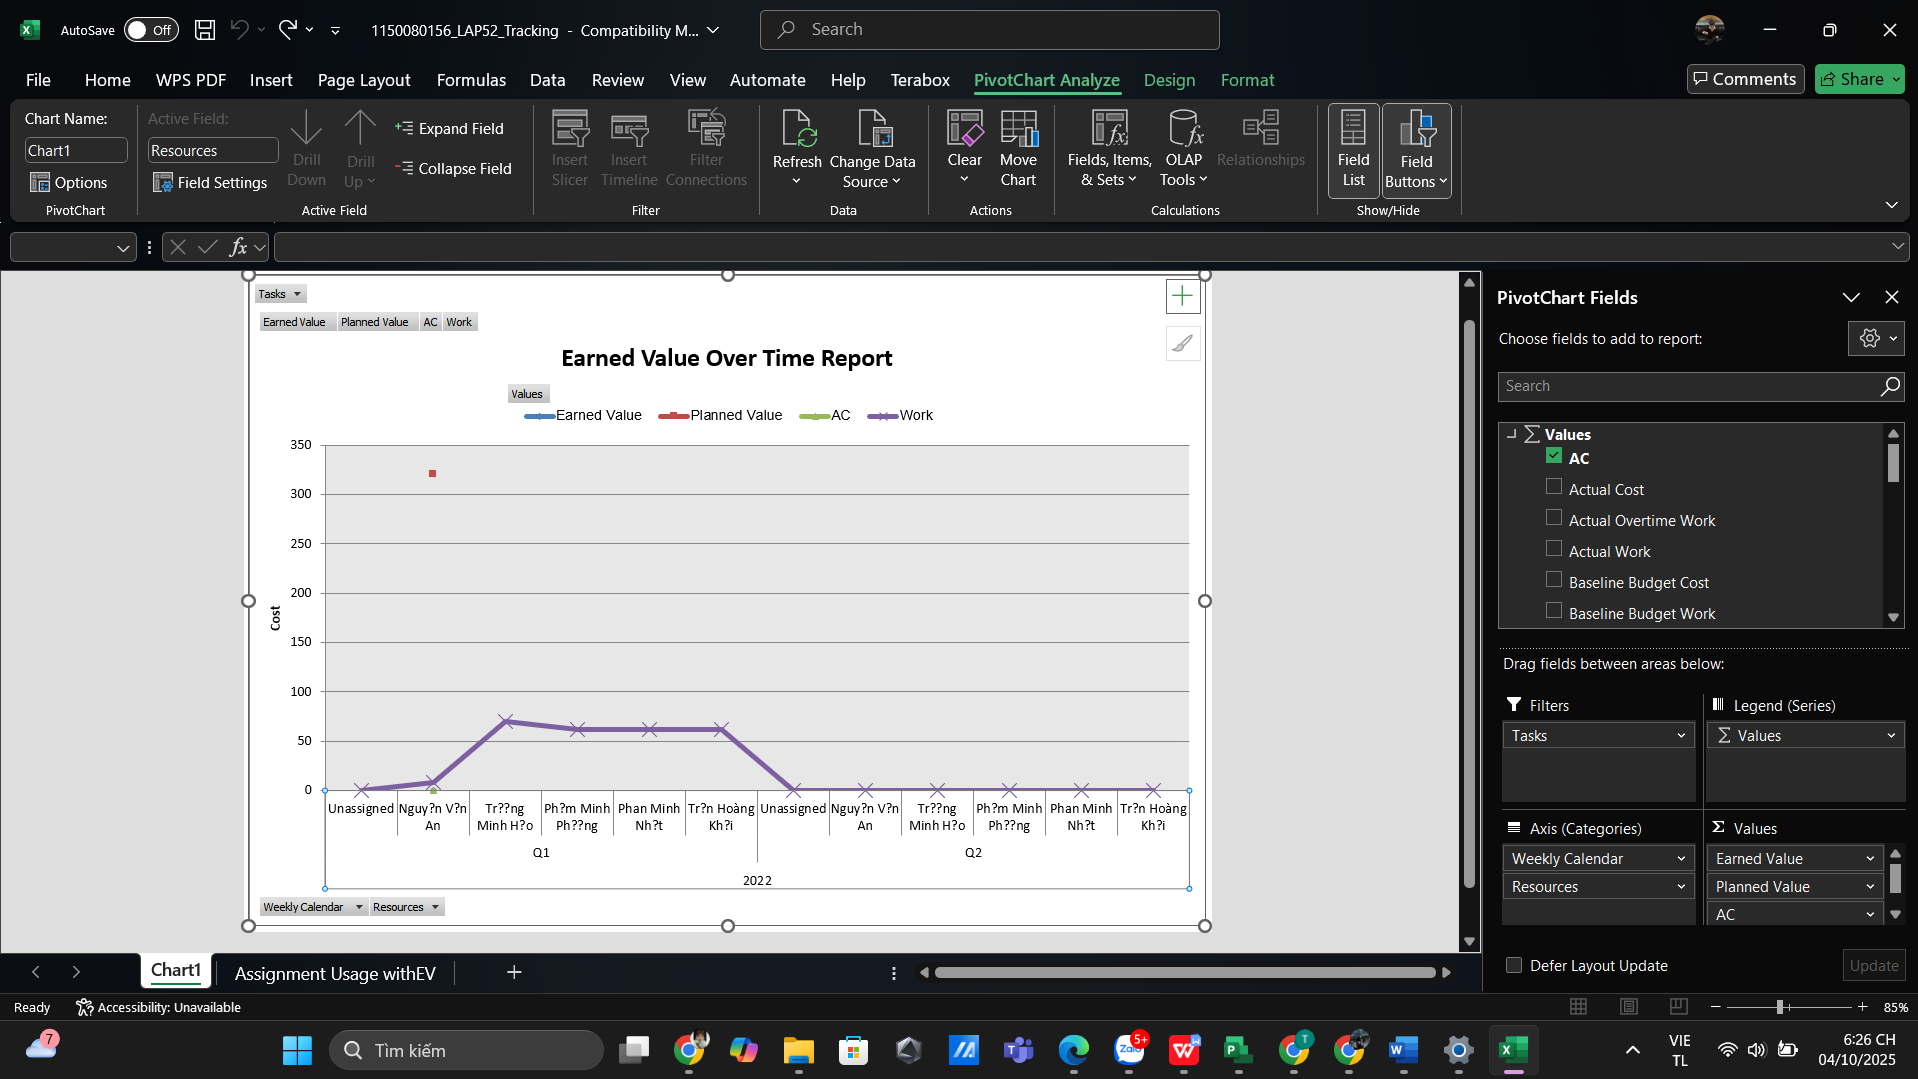 AutoSave Off 1150080156_LAP52_Tracking - Compatibility M... Search
File Home WPS PDF Insert Page Layout Formulas Data Review View Automate Help Terabox PivotChart Analyze Design Format Comments Share
Chart Name:
Chart1
Options
PivotChart
Active Field:
Resources
Field Settings
Drill Down
Drill Up
Expand Field
Collapse Field
Active Field
Insert Slicer
Insert Timeline
Filter Connections
Filter
Refresh
Change Data Source
Data
Clear
Move Chart
Actions
Fields, Items, & Sets
OLAP Tools
Relationships
Calculations
Field List
Field Buttons
Show/Hide
fx
Tasks
Earned Value Planned Value AC Work
Earned Value Over Time Report
Values
Earned Value Planned Value AC Work
350
300
250
200
150
100
50
0
Cost
Unassigned Nguy?n V?n An Tr??ng Minh H?o Ph?m Minh Ph??ng Phan Minh Nh?t Tr?n Hoàng Kh?i Unassigned Nguy?n V?n An Tr??ng Minh H?o Ph?m Minh Ph??ng Phan Minh Nh?t Tr?n Hoàng Kh?i
Q1 Q2
2022
Weekly Calendar Resources
PivotChart Fields
Choose fields to add to report:
Search
Σ Values
AC
Actual Cost
Actual Overtime Work
Actual Work
Baseline Budget Cost
Baseline Budget Work
Drag fields between areas below:
Filters
Tasks
Legend (Series)
Σ Values
Axis (Categories)
Weekly Calendar
Resources
Σ Values
Earned Value
Planned Value
AC
Defer Layout Update Update
Chart1 Assignment Usage withEV
Ready Accessibility: Unavailable 85%
7 Tìm kiếm Zalo 5+ T VIE TL 6:26 CH 04/10/2025